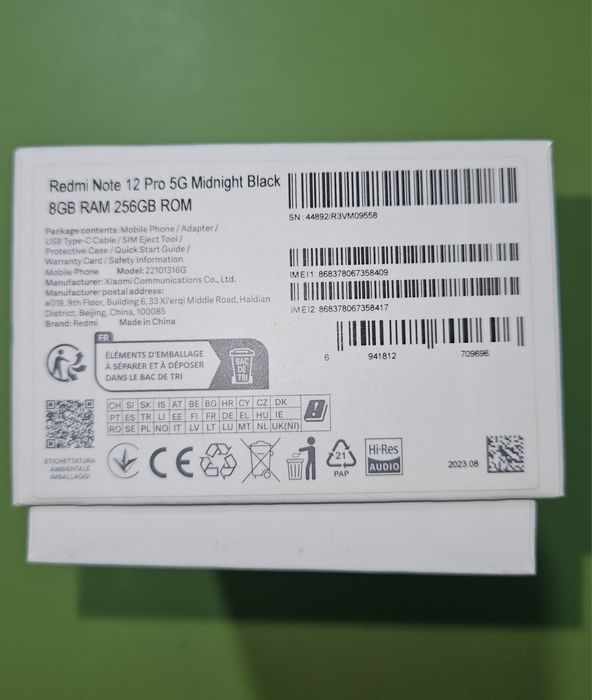 Redmi Note 12 Pro 5G Midnight Black
8GB RAM 256GB ROM
Package contents: Mobile Phone / Adapter /
USB Type-C Cable / SIM Eject Tool /
Protective Case / Quick Start Guide /
Warranty Card / Safety Information
Mobile Phone Model: 22101316G
Manufacturer: Xiaomi Communications Co., Ltd.
Manufacturer postal address:
#019, 9th Floor, Building 6, 33 Xi'erqi Middle Road, Haidian
District, Beijing, China, 100085
Brand: Redmi Made in China
SN: 44892/R3VM09558
IMEI1 868378067358409
IMEI2 868378067358417
6 941812 709696
FR
ÉLÉMENTS D'EMBALLAGE
À SÉPARER ET À DÉPOSER
DANS LE BAC DE TRI
BAC
DE
TRI
CH SI SK IS AT BE BG HR CY CZ DK
PT ES TR LI EE FI FR DE EL HU IE
RO SE PL NO IT LV LT LU MT NL UK(NI)
ETICHETTATURA
AMBIENTALE
IMBALLAGGI
CE
21
PAP
Hi-Res
AUDIO
2023.08